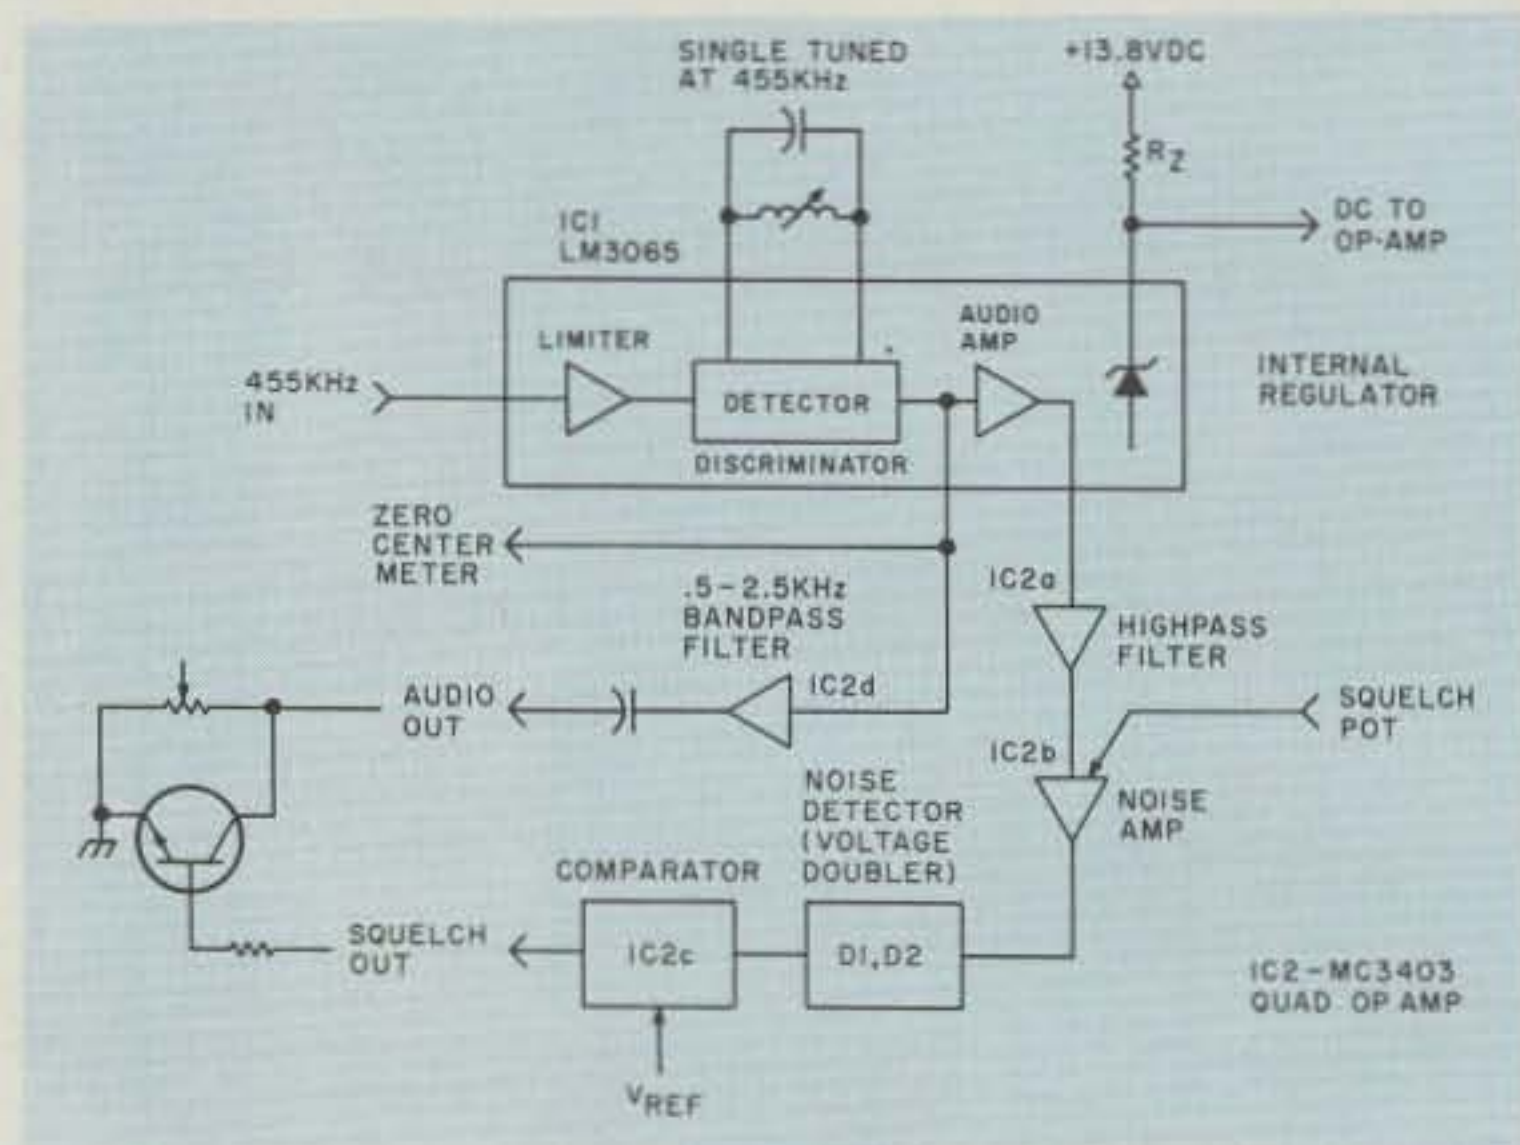 SINGLE TUNED
AT 455KHz
+13.8VDC
RZ
DC TO
OP-AMP
IC1
LM3065
LIMITER
AUDIO
AMP
455KHz
IN
DETECTOR
DISCRIMINATOR
INTERNAL
REGULATOR
ZERO
CENTER
METER
.5-2.5KHz
BANDPASS
FILTER
IC2a
HIGHPASS
FILTER
AUDIO
OUT
IC2d
SQUELCH
POT
IC2b
NOISE
AMP
NOISE
DETECTOR
(VOLTAGE
DOUBLER)
COMPARATOR
SQUELCH
OUT
IC2c
D1,D2
IC2-MC3403
QUAD OP AMP
VREF